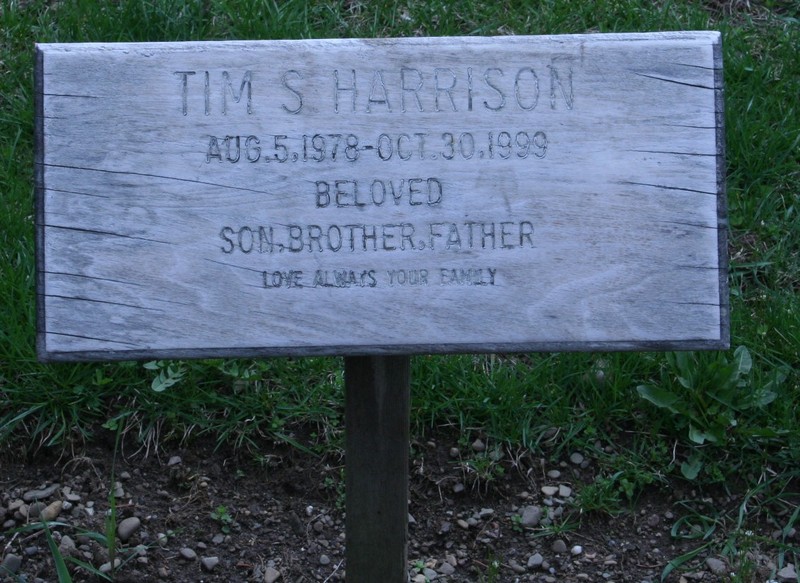 TIM S HARRISON
AUG.5,1978-OCT.30,1999
BELOVED
SON,BROTHER,FATHER
LOVE ALWAYS YOUR FAMILY